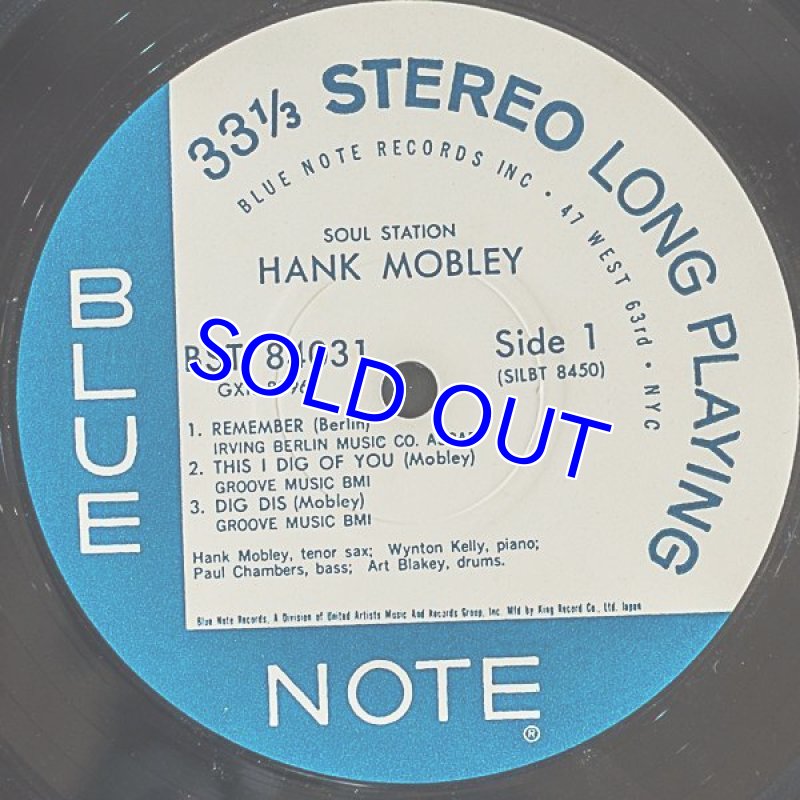 33⅓ STEREO LONG PLAYING
BLUE NOTE RECORDS INC • 47 WEST 63rd • NYC
SOUL STATION
HANK MOBLEY
BST 84031
Side 1
(SILBT 8450)
SOLD OUT
1. REMEMBER (Berlin)
IRVING BERLIN MUSIC CO.
2. THIS I DIG OF YOU (Mobley)
GROOVE MUSIC BMI
3. DIG DIS (Mobley)
GROOVE MUSIC BMI
Hank Mobley, tenor sax; Wynton Kelly, piano;
Paul Chambers, bass; Art Blakey, drums.
Blue Note Records, A Division of United Artists Music And Records Group, Inc. Mfd by King Record Co., Ltd. Japan
BLUE
NOTE
®